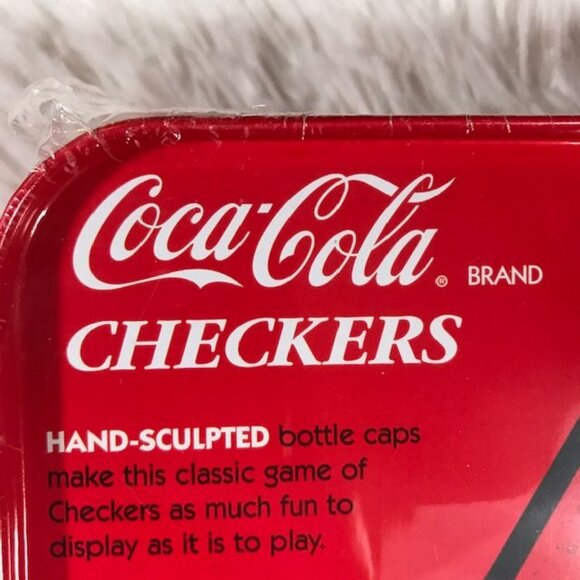 Coca-Cola® BRAND
CHECKERS
HAND-SCULPTED bottle caps
make this classic game of
Checkers as much fun to
display as it is to play.